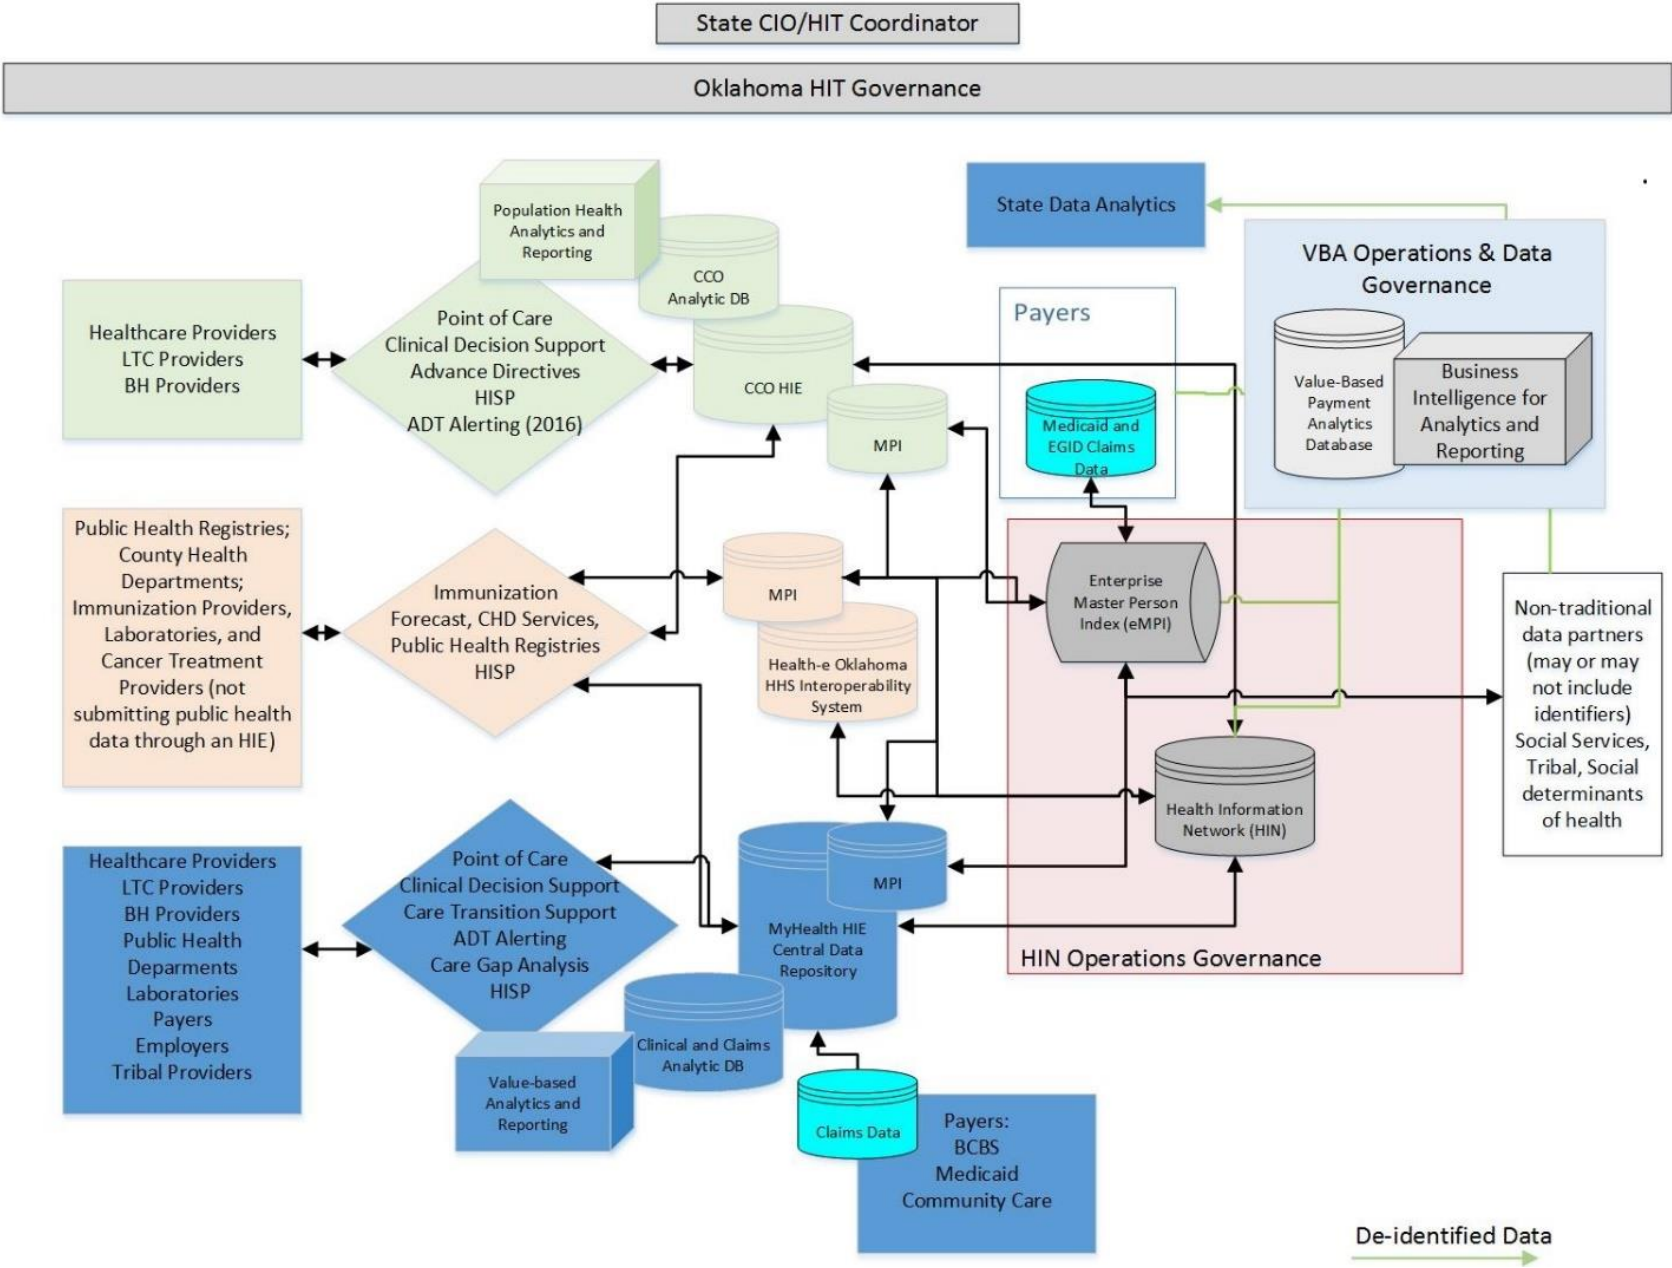 State CIO/HIT Coordinator
Oklahoma HIT Governance
Population Health
Analytics and
Reporting
CCO
Analytic DB
State Data Analytics
VBA Operations & Data
Governance
Value-Based
Payment
Analytics
Database
Business
Intelligence for
Analytics and
Reporting
Healthcare Providers
LTC Providers
BH Providers
Point of Care
Clinical Decision Support
Advance Directives
HISP
ADT Alerting (2016)
CCO HIE
MPI
Payers
Medicaid and
EGID Claims
Data
Public Health Registries;
County Health
Departments;
Immunization Providers,
Laboratories, and
Cancer Treatment
Providers (not
submitting public health
data through an HIE)
Immunization
Forecast, CHD Services,
Public Health Registries
HISP
MPI
Health-e Oklahoma
HHS Interoperability
System
Enterprise
Master Person
Index (eMPI)
Health Information
Network (HIN)
HIN Operations Governance
Non-traditional
data partners
(may or may
not include
identifiers)
Social Services,
Tribal, Social
determinants
of health
Healthcare Providers
LTC Providers
BH Providers
Public Health
Deparments
Laboratories
Payers
Employers
Tribal Providers
Point of Care
Clinical Decision Support
Care Transition Support
ADT Alerting
Care Gap Analysis
HISP
MPI
MyHealth HIE
Central Data
Repository
Clinical and Claims
Analytic DB
Value-based
Analytics and
Reporting
Claims Data
Payers:
BCBS
Medicaid
Community Care
De-identified Data